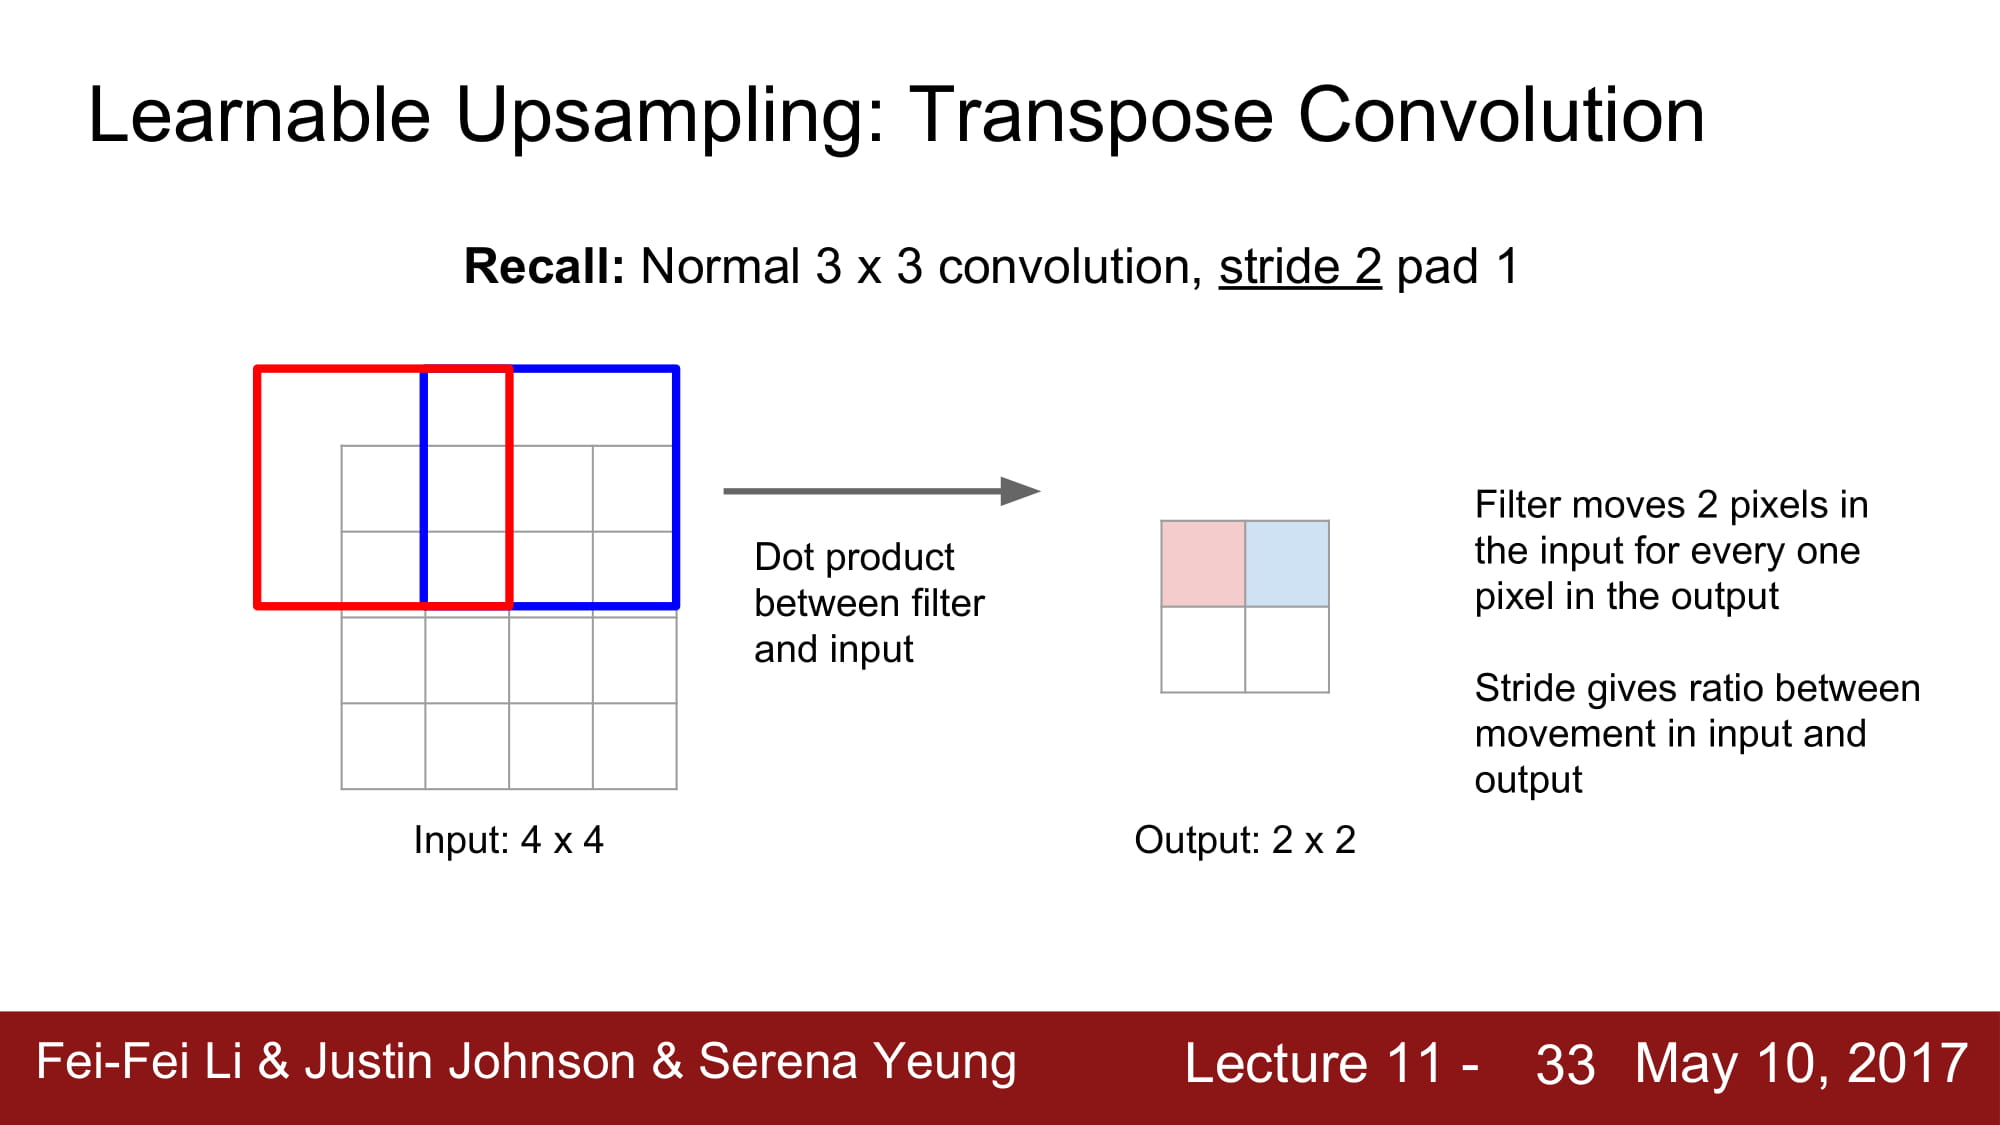 Learnable Upsampling: Transpose Convolution
Recall: Normal 3 x 3 convolution, stride 2 pad 1
Dot product
between filter
and input
Filter moves 2 pixels in
the input for every one
pixel in the output
Stride gives ratio between
movement in input and
output
Input: 4 x 4
Output: 2 x 2
Fei-Fei Li & Justin Johnson & Serena Yeung
Lecture 11 - 33 May 10, 2017